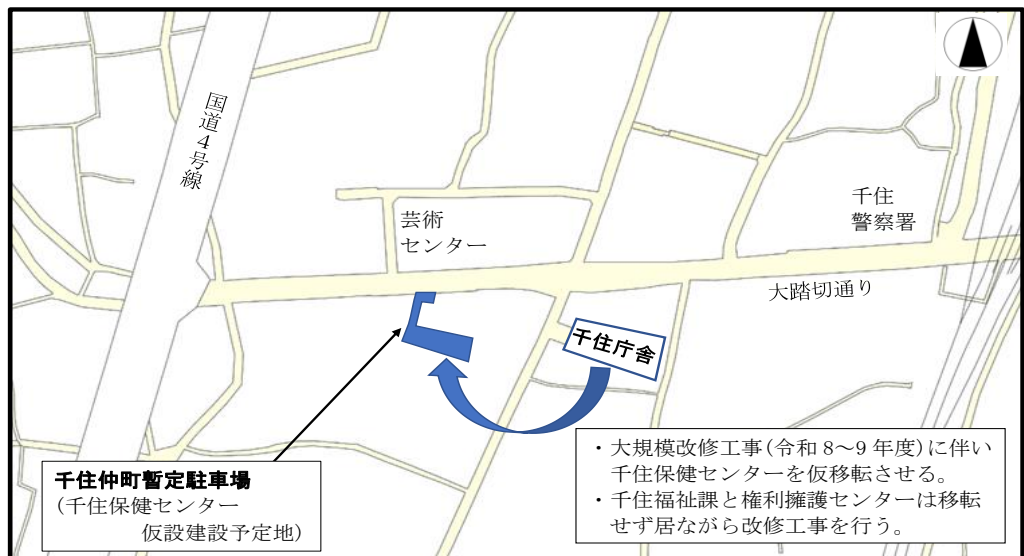 国道4号線
芸術
センター
千住
警察署
大踏切通り
千住庁舎
千住仲町暫定駐車場
(千住保健センター
仮設建設予定地)
・大規模改修工事(令和8～9年度)に伴い
千住保健センターを仮移転させる。
・千住福祉課と権利擁護センターは移転
せず居ながら改修工事を行う。